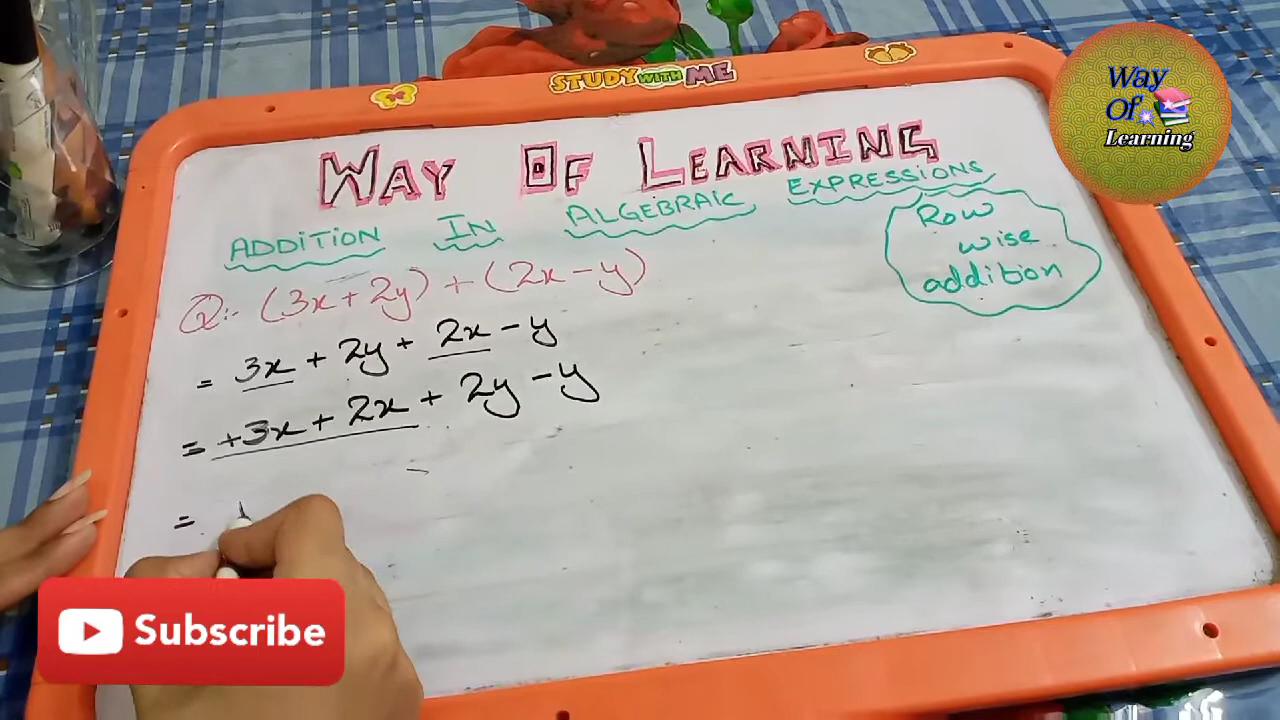 STUDY WITH ME
Way
Of
Learning
WAY OF LEARNING
ADDITION IN ALGEBRAIC EXPRESSIONS
Row
wise
addition
Q:- (3x+2y) + (2x-y)
= 3x + 2y + 2x - y
= +3x + 2x + 2y - y
=
Subscribe